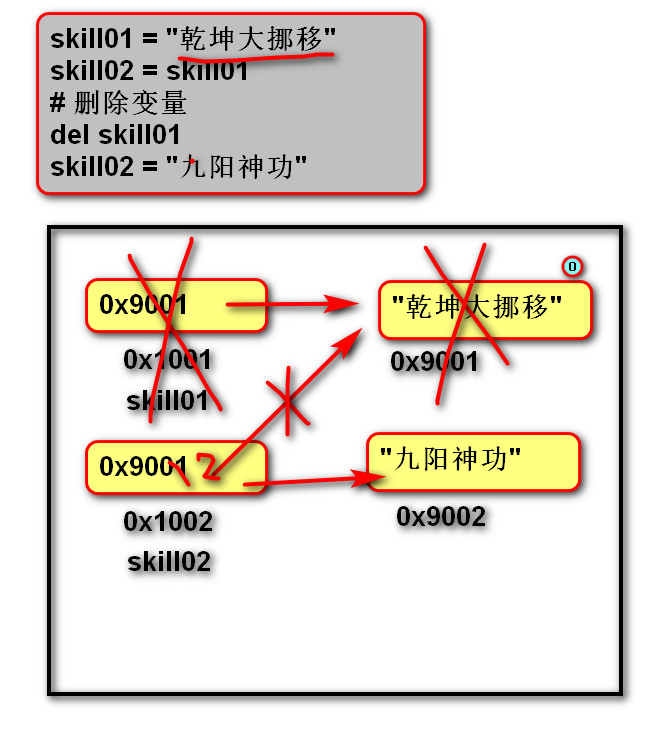 skill01 = "乾坤大挪移"
skill02 = skill01
# 删除变量
del skill01
skill02 = "九阳神功"
0
0x9001
"乾坤大挪移"
0x1001
0x9001
skill01
0x9001 2
"九阳神功"
0x1002
0x9002
skill02